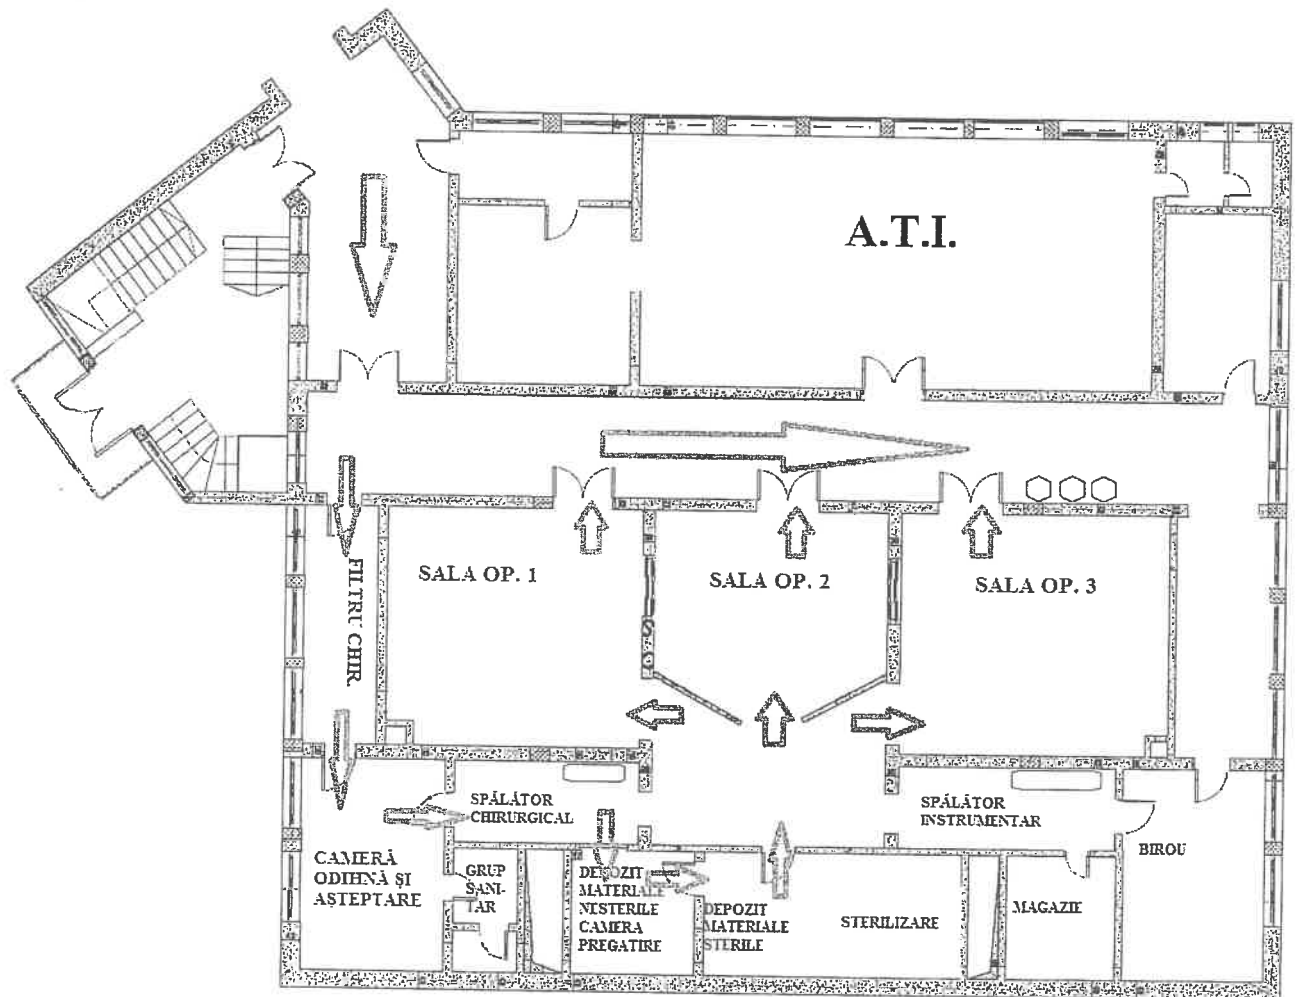 A.T.I.
SALA OP. 1
SALA OP. 2
SALA OP. 3
FILTRU CHIR.
SPĂLĂTOR
CHIRURGICAL
SPĂLĂTOR
INSTRUMENTAR
BIROU
CAMERĂ
ODIHNĂ ȘI
AȘTEPTARE
GRUP
SANI-
TAR
DEPOZIT
MATERIALE
NESTERILE
CAMERA
PREGATIRE
DEPOZIT
MATERIALE
STERILE
STERILIZARE
MAGAZIE